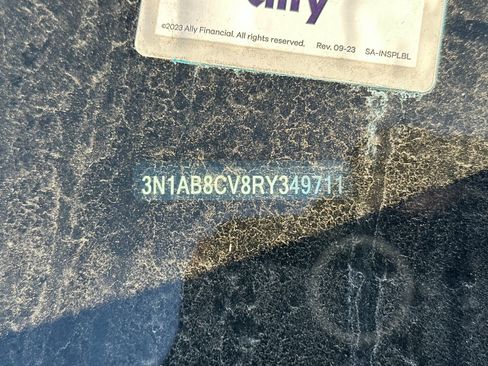 ally
©2023 Ally Financial. All rights reserved. Rev. 09-23 SA-INSPLBL
3N1AB8CV8RY349711